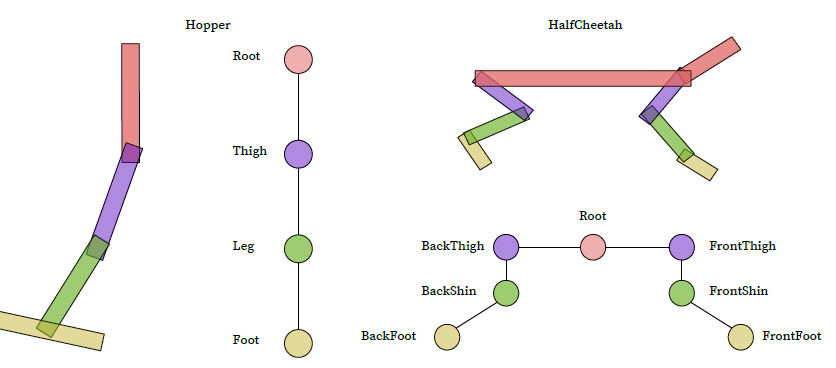 Hopper
Root
Thigh
Leg
Foot
HalfCheetah
Root
BackThigh
FrontThigh
BackShin
FrontShin
BackFoot
FrontFoot